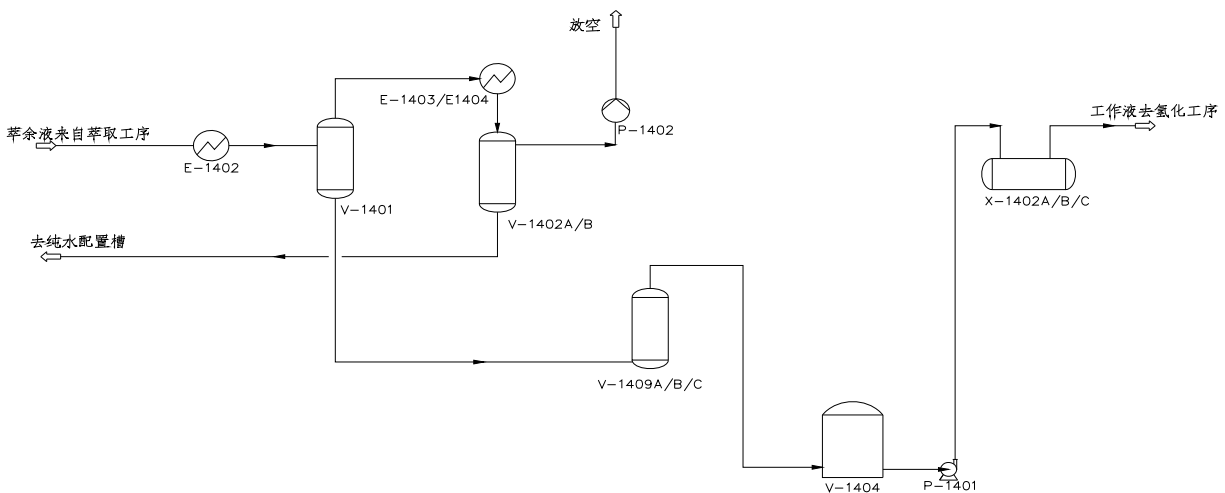 放空
E-1403/E1404
P-1402
萃余液来自萃取工序
工作液去氢化工序
E-1402
X-1402A/B/C
V-1401
V-1402A/B
去纯水配置槽
V-1409A/B/C
V-1404
P-1401